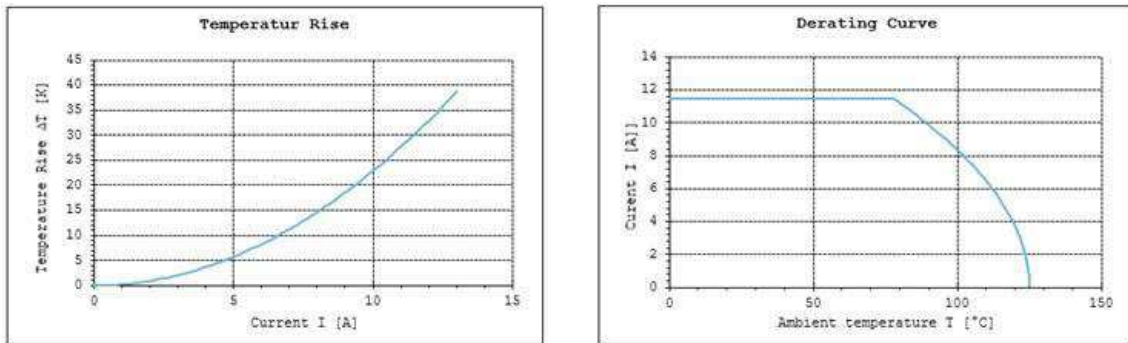 Temperatur Rise
Temperature Rise ΔT [K]
45
40
35
30
25
20
15
10
5
0
0 5 10 15
Current I [A]
Derating Curve
Curent I [A]]
14
12
10
8
6
4
2
0
0 50 100 150
Ambient temperature T [°C]